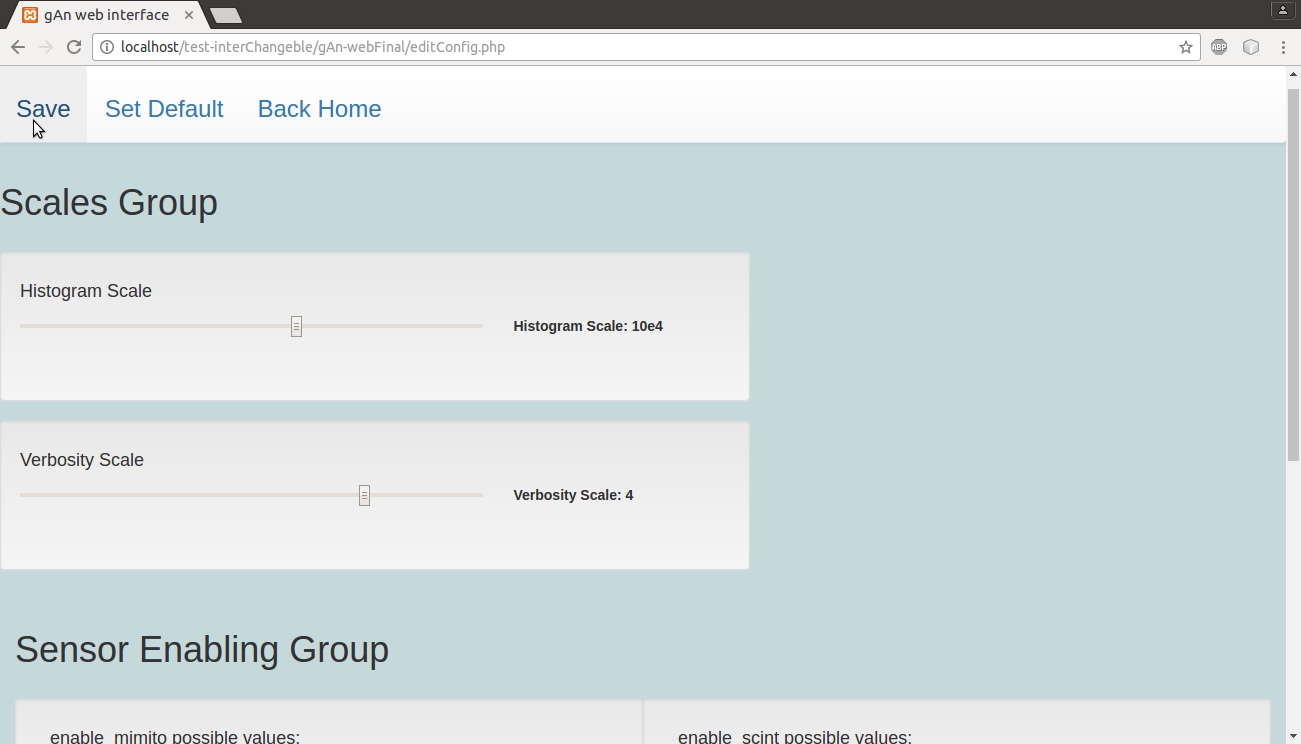 gAn web interface
localhost/test-interChangeble/gAn-webFinal/editConfig.php
ABP
Save Set Default Back Home
Scales Group
Histogram Scale
Histogram Scale: 10e4
Verbosity Scale
Verbosity Scale: 4
Sensor Enabling Group
enable_mimito possible values: enable_scint possible values: